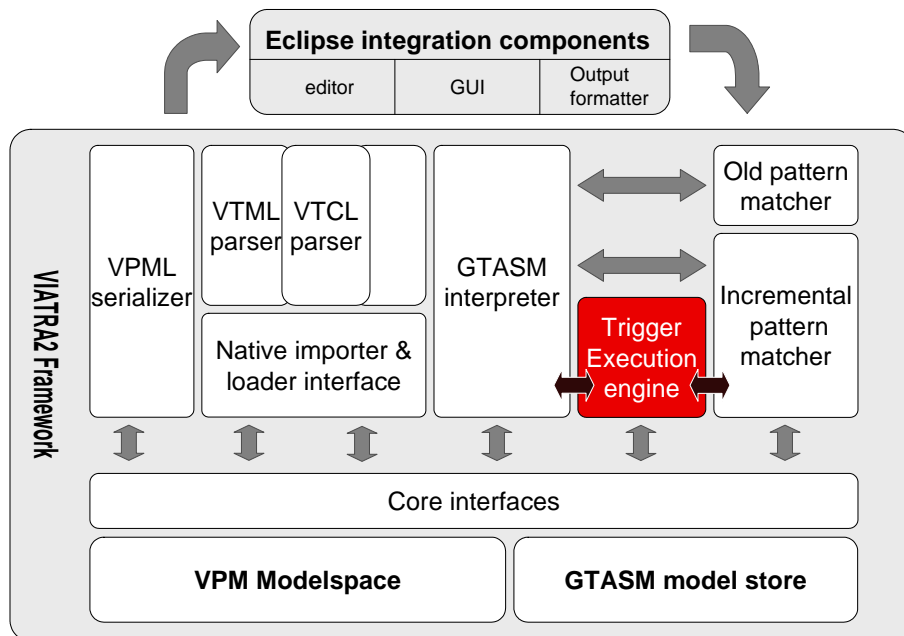 Eclipse integration components
editor
GUI
Output
formatter
VIATRA2 Framework
VPML
serializer
VTML
parser
VTCL
parser
Native importer &
loader interface
GTASM
interpreter
Trigger
Execution
engine
Old pattern
matcher
Incremental
pattern
matcher
Core interfaces
VPM Modelspace
GTASM model store